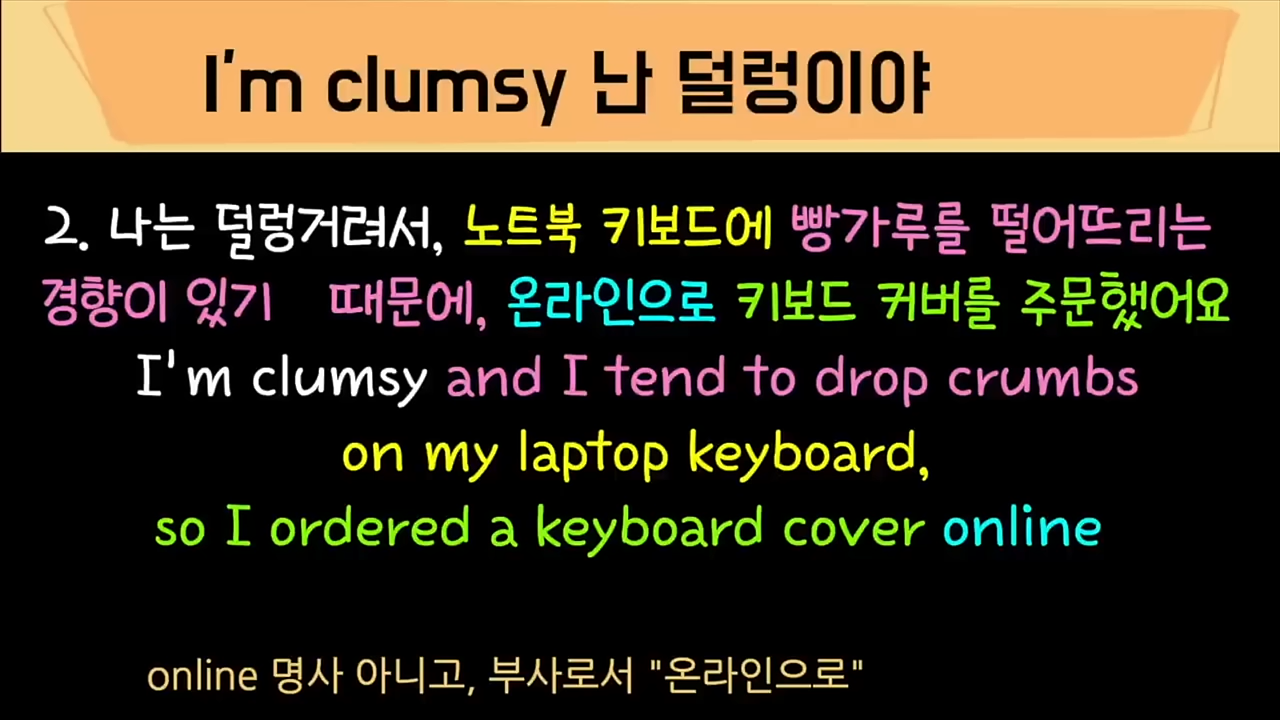 I'm clumsy 난 덜렁이야
2. 나는 덜렁거려서, 노트북 키보드에 빵가루를 떨어뜨리는
경향이 있기 때문에, 온라인으로 키보드 커버를 주문했어요
I'm clumsy and I tend to drop crumbs
on my laptop keyboard,
so I ordered a keyboard cover online
online 명사 아니고, 부사로서 "온라인으로"